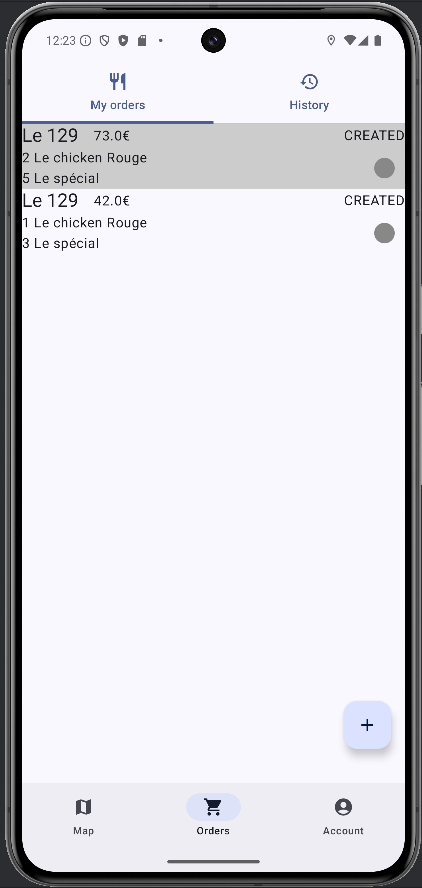 12:23
My orders
History
Le 129 73.0€ CREATED
2 Le chicken Rouge
5 Le spécial
Le 129 42.0€ CREATED
1 Le chicken Rouge
3 Le spécial
+
Map
Orders
Account